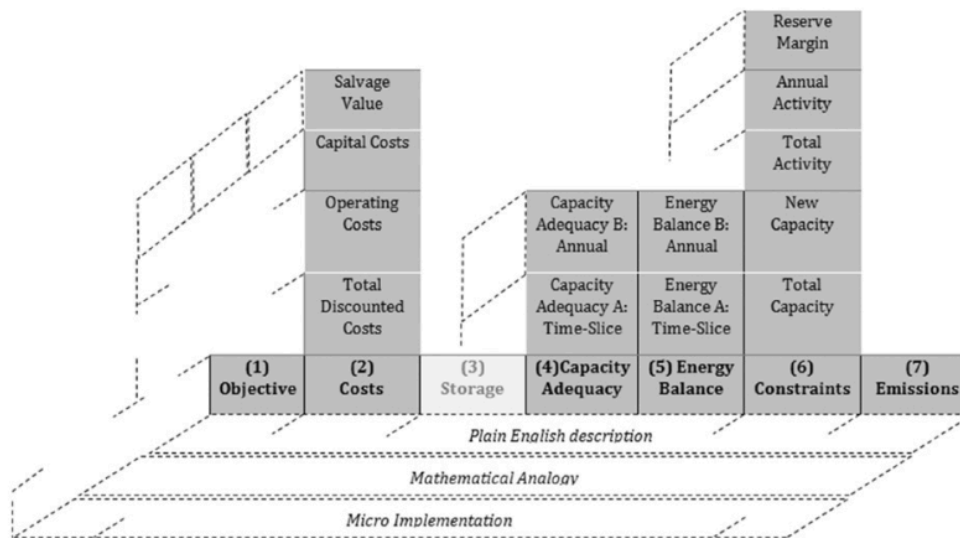 Reserve
Margin
Salvage
Value
Annual
Activity
Capital Costs
Total
Activity
Operating
Costs
Capacity
Adequacy B:
Annual
Energy
Balance B:
Annual
New
Capacity
Total
Discounted
Costs
Capacity
Adequacy A:
Time-Slice
Energy
Balance A:
Time-Slice
Total
Capacity
(1)
Objective
(2)
Costs
(3)
Storage
(4)Capacity
Adequacy
(5) Energy
Balance
(6)
Constraints
(7)
Emissions
Plain English description
Mathematical Analogy
Micro Implementation